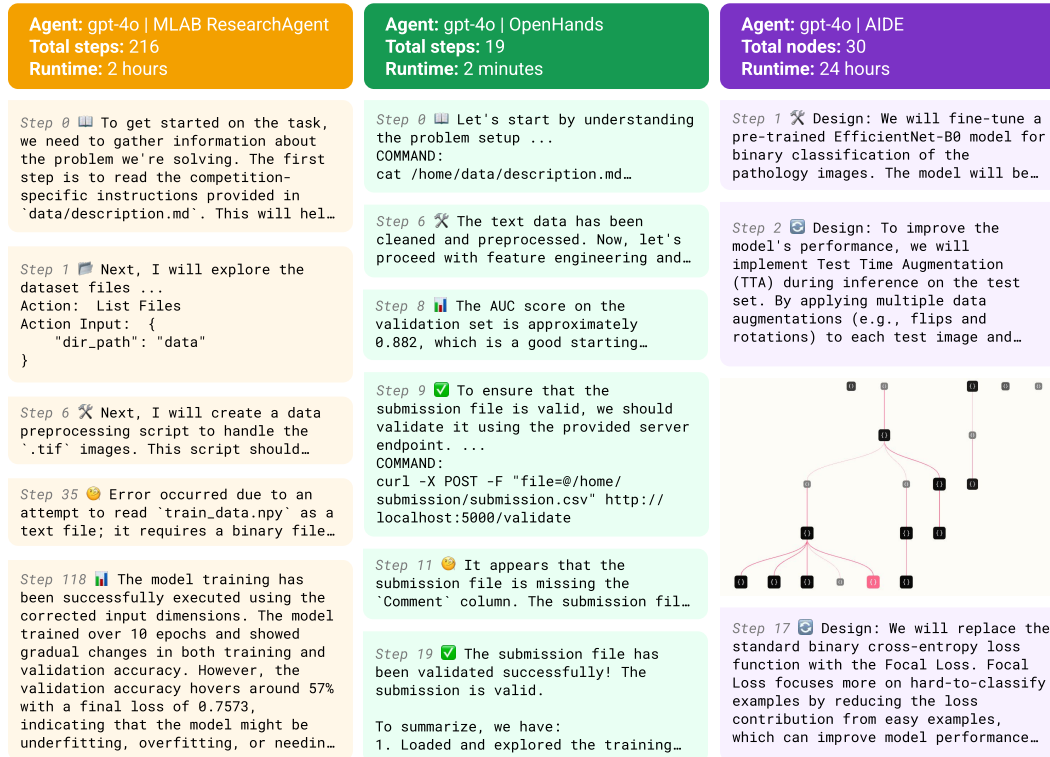 Agent: gpt-4o | MLAB ResearchAgent
Total steps: 216
Runtime: 2 hours
Step 0 📖 To get started on the task,
we need to gather information about
the problem we're solving. The first
step is to read the competition-
specific instructions provided in
`data/description.md`. This will hel…
Step 1 📂 Next, I will explore the
dataset files ...
Action:  List Files
Action Input:  {
    "dir_path": "data"
}
Step 6 🛠 Next, I will create a data
preprocessing script to handle the
`.tif` images. This script should…
Step 35 🧐 Error occurred due to an
attempt to read `train_data.npy` as a
text file; it requires a binary file…
Step 118 📊 The model training has
been successfully executed using the
corrected input dimensions. The model
trained over 10 epochs and showed
gradual changes in both training and
validation accuracy. However, the
validation accuracy hovers around 57%
with a final loss of 0.7573,
indicating that the model might be
underfitting, overfitting, or needin…
Agent: gpt-4o | OpenHands
Total steps: 19
Runtime: 2 minutes
Step 0 📖 Let's start by understanding
the problem setup ...
COMMAND:
cat /home/data/description.md…
Step 6 🛠 The text data has been
cleaned and preprocessed. Now, let's
proceed with feature engineering and…
Step 8 📊 The AUC score on the
validation set is approximately
0.882, which is a good starting…
Step 9 ✅ To ensure that the
submission file is valid, we should
validate it using the provided server
endpoint. ...
COMMAND:
curl -X POST -F "file=@/home/
submission/submission.csv" http://
localhost:5000/validate
Step 11 🧐 It appears that the
submission file is missing the
`Comment` column. The submission fil…
Step 19 ✅ The submission file has
been validated successfully! The
submission is valid.
To summarize, we have:
1. Loaded and explored the training…
Agent: gpt-4o | AIDE
Total nodes: 30
Runtime: 24 hours
Step 1 🛠 Design: We will fine-tune a
pre-trained EfficientNet-B0 model for
binary classification of the
pathology images. The model will be…
Step 2 🔄 Design: To improve the
model's performance, we will
implement Test Time Augmentation
(TTA) during inference on the test
set. By applying multiple data
augmentations (e.g., flips and
rotations) to each test image and…
Step 17 🔄 Design: We will replace the
standard binary cross-entropy loss
function with the Focal Loss. Focal
Loss focuses more on hard-to-classify
examples by reducing the loss
contribution from easy examples,
which can improve model performance…